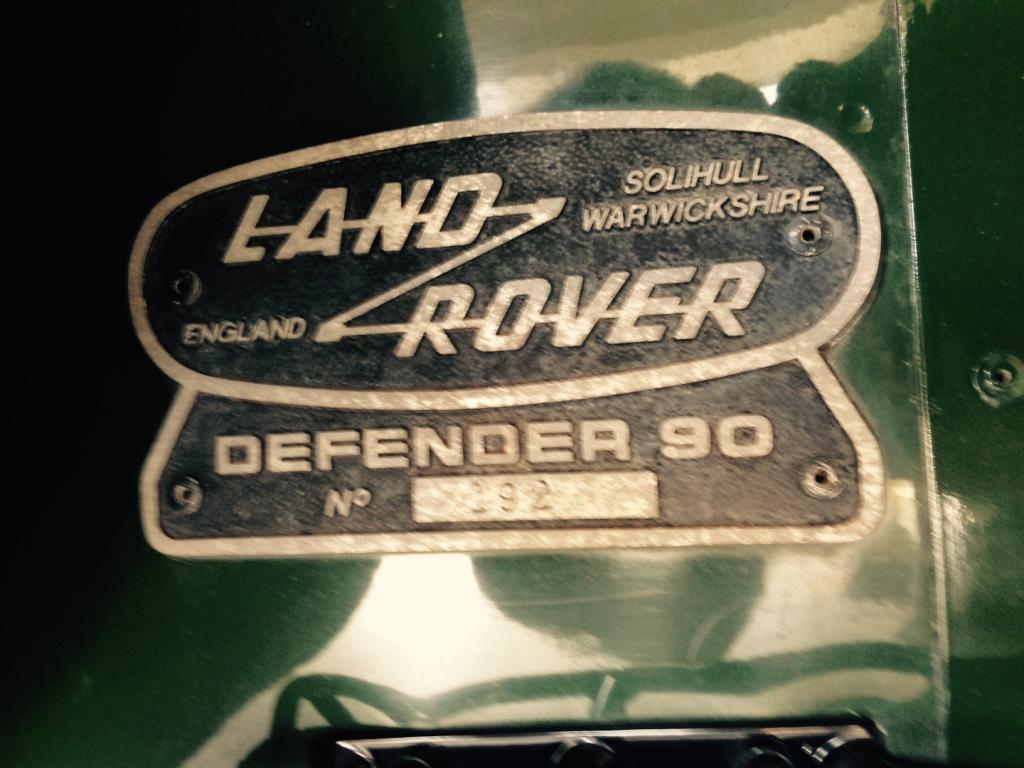 LAND
SOLIHULL
WARWICKSHIRE
ENGLAND
ROVER
DEFENDER 90
Nº 192